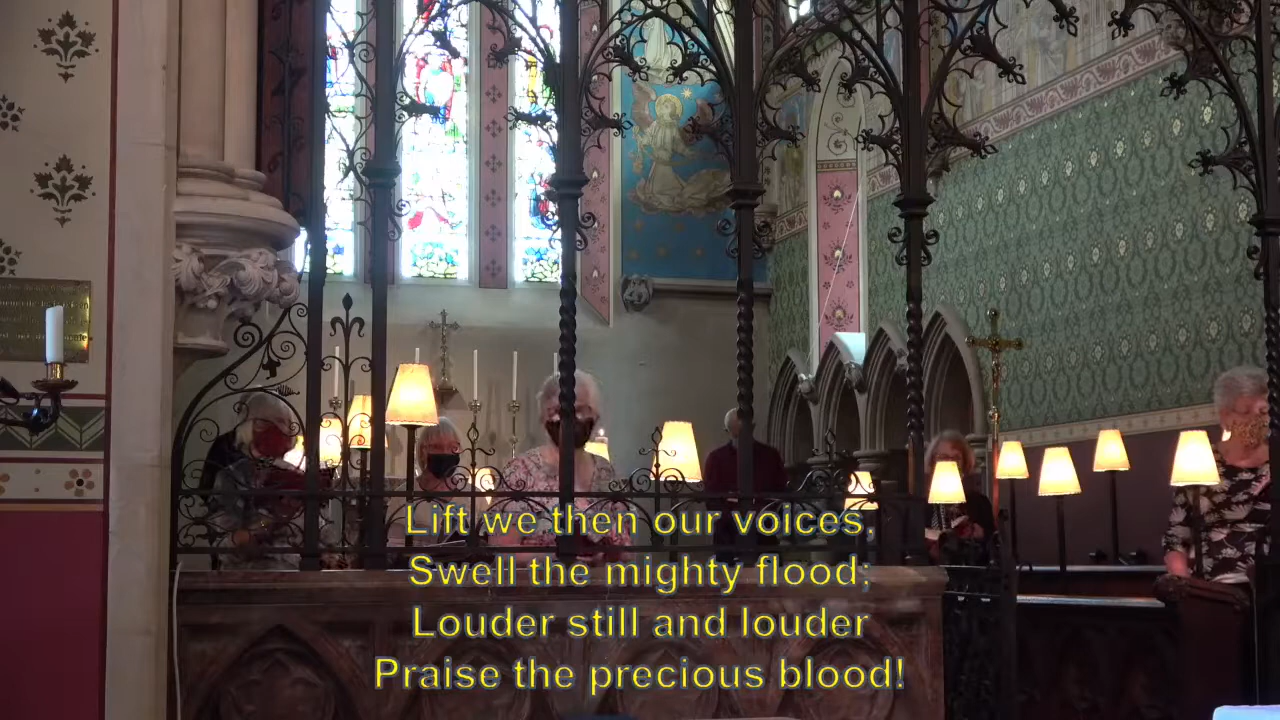 Lift we then our voices,
Swell the mighty flood;
Louder still and louder
Praise the precious blood!